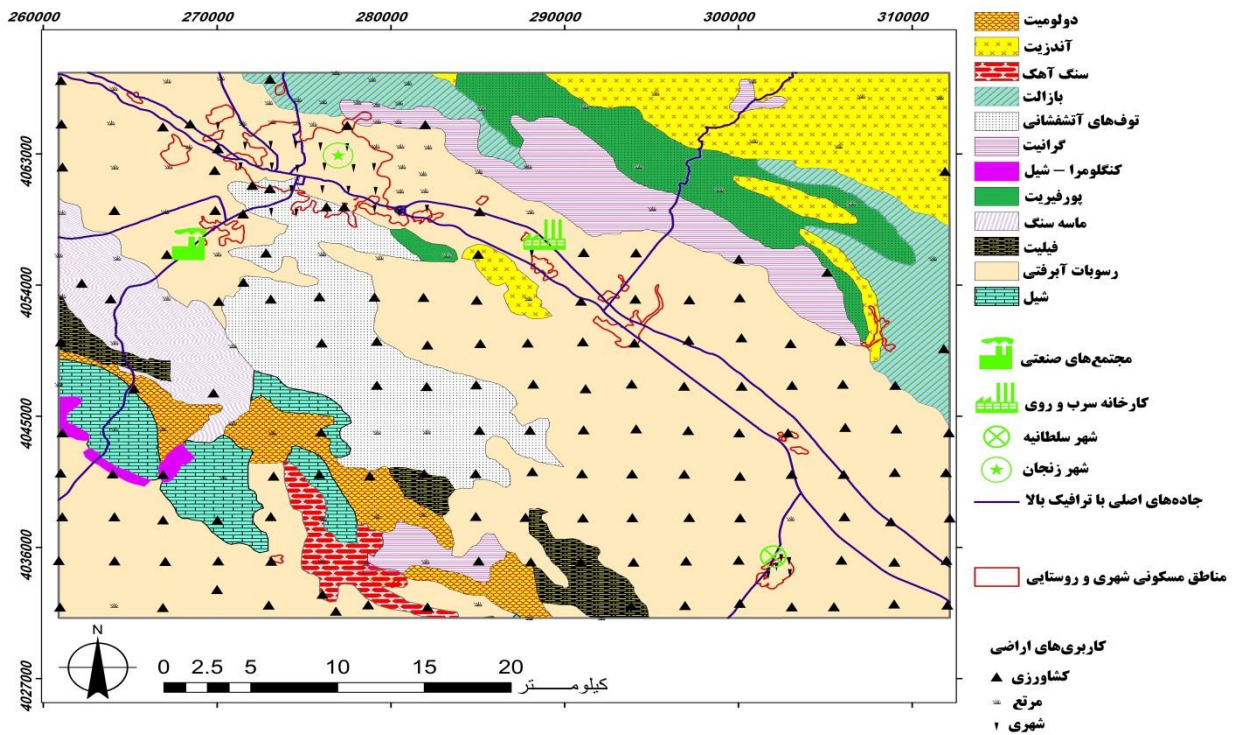 260000 270000 280000 290000 300000 310000
4063000
4054000
4045000
4036000
4027000
N
0 2.5 5 10 15 20
کیلومتر
دولومیت
آندزیت
سنگ آهک
بازالت
توف‌های آتشفشانی
گرانیت
کنگلومرا – شیل
پورفیریت
ماسه سنگ
فیلیت
رسوبات آبرفتی
شیل
مجتمع‌های صنعتی
کارخانه سرب و روی
شهر سلطانیه
شهر زنجان
جاده‌های اصلی با ترافیک بالا
مناطق مسکونی شهری و روستایی
کاربری‌های اراضی
کشاورزی
مرتع
شهری